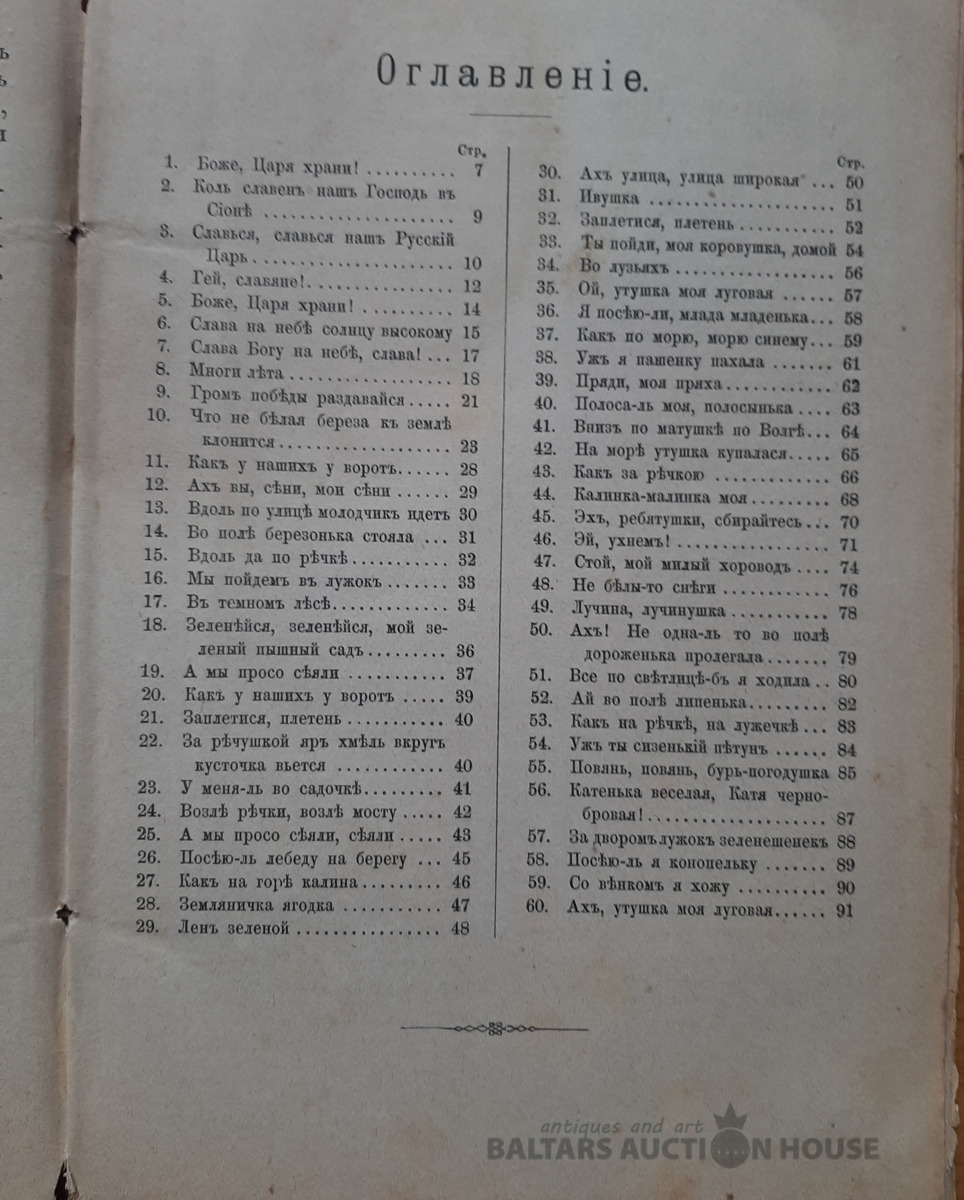 Оглавленіе.
Стр.
1. Боже, Царя храни! .......... 7
2. Коль славенъ нашъ Господь въ
Сіонѣ .................... 9
3. Славься, славься нашъ Русскій
Царь..................... 10
4. Гей, славяне!................ 12
5. Боже, Царя храни! .......... 14
6. Слава на небѣ солнцу высокому 15
7. Слава Богу на небѣ, слава! ... 17
8. Многи лѣта ................. 18
9. Громъ побѣды раздавайся..... 21
10. Что не бѣлая береза къ землѣ
клонится................... 23
11. Какъ у нашихъ у воротъ...... 28
12. Ахъ вы, сѣни, мои сѣни ...... 29
13. Вдоль по улицѣ молодчикъ идетъ 30
14. Во полѣ березонька стояла ... 31
15. Вдоль да по рѣчкѣ........... 32
16. Мы пойдемъ въ лужокъ....... 33
17. Въ темномъ лѣсѣ............. 34
18. Зеленѣйся, зеленѣйся, мой зе-
леный пышный садъ......... 36
19. А мы просо сѣяли ........... 37
20. Какъ у нашихъ у воротъ ..... 39
21. Заплетися, плетень ........... 40
22. За рѣчушкой яръ хмѣль вкругъ
кусточка вьется ............ 40
23. У меня-ль во садочкѣ......... 41
24. Возлѣ рѣчки, возлѣ мосту ..... 42
25. А мы просо сѣяли, сѣяли ..... 43
26. Посѣю-ль лебеду на берегу ... 45
27. Какъ на горѣ калина......... 46
28. Земляничка ягодка ........... 47
29. Ленъ зеленой ................ 48
Стр.
30. Ахъ улица, улица широкая ... 50
31. Ивушка ..................... 51
32. Заплетися, плетень ........... 52
33. Ты пойди, моя коровушка, домой 54
34. Во лузьяхъ .................. 56
35. Ой, утушка моя луговая ...... 57
36. Я посѣю-ли, млада младенька... 58
37. Какъ по морю, морю синему... 59
38. Ужъ я пашенку пахала ....... 61
39. Пряди, моя пряха............ 62
40. Полоса-ль моя, полосынька .... 63
41. Внизъ по матушкѣ по Волгѣ... 64
42. На морѣ утушка купалася..... 65
43. Какъ за рѣчкою ............. 66
44. Калинка-малинка моя......... 68
45. Эхъ, ребятушки, сбирайтесь ... 70
46. Эй, ухнемъ! ................. 71
47. Стой, мой милый хороводъ .... 74
48. Не бѣлы-то снѣги ............ 76
49. Лучина, лучинушка ........... 78
50. Ахъ! Не одна-ль то во полѣ
дороженька пролегала....... 79
51. Все по свѣтлицѣ-бъ я ходила .. 80
52. Ай во полѣ липенька......... 82
53. Какъ на рѣчкѣ, на лужечкѣ... 83
54. Ужъ ты сизенькій пѣтунъ ...... 84
55. Повянь, повянь, бурь-погодушка 85
56. Катенька веселая, Катя черно-
бровая!.................... 87
57. За дворомъ лужокъ зеленешенекъ 88
58. Посѣю-ль я конопельку ....... 89
59. Со вѣнкомъ я хожу .......... 90
60. Ахъ, утушка моя луговая...... 91
antiques and art
BALTARS AUCTION HOUSE